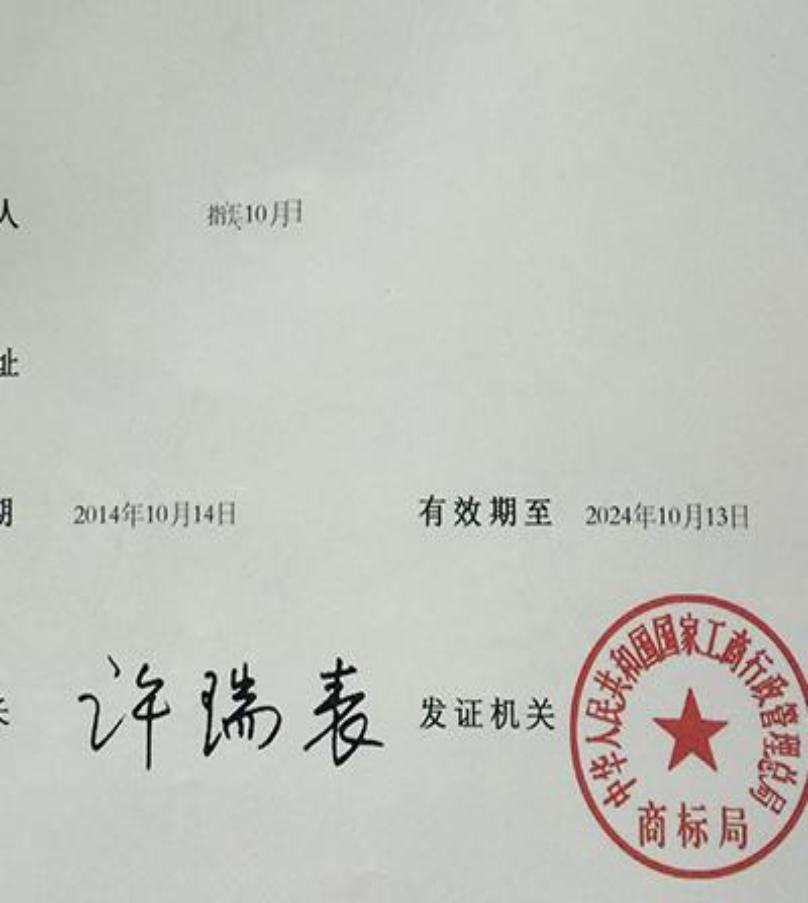 人
10月日
址
期 2014年10月14日 有效期至 2024年10月13日
长 许瑞表 发证机关
中华人民共和国国家工商行政管理总局
商标局